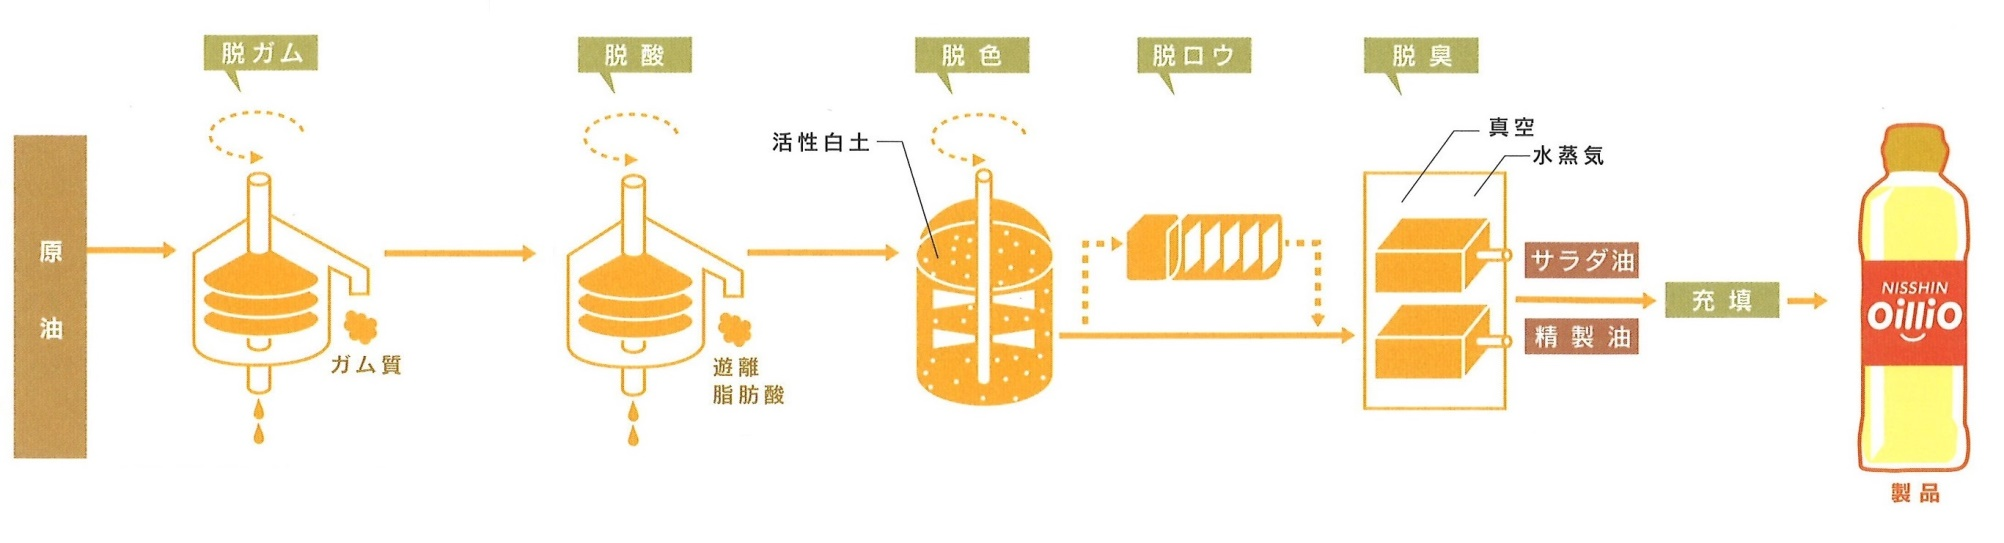 脱ガム
脱酸
脱色
脱ロウ
脱臭
原油
ガム質
遊離
脂肪酸
活性白土
真空
水蒸気
サラダ油
精製油
充填
NISSHIN
OilliO
製品